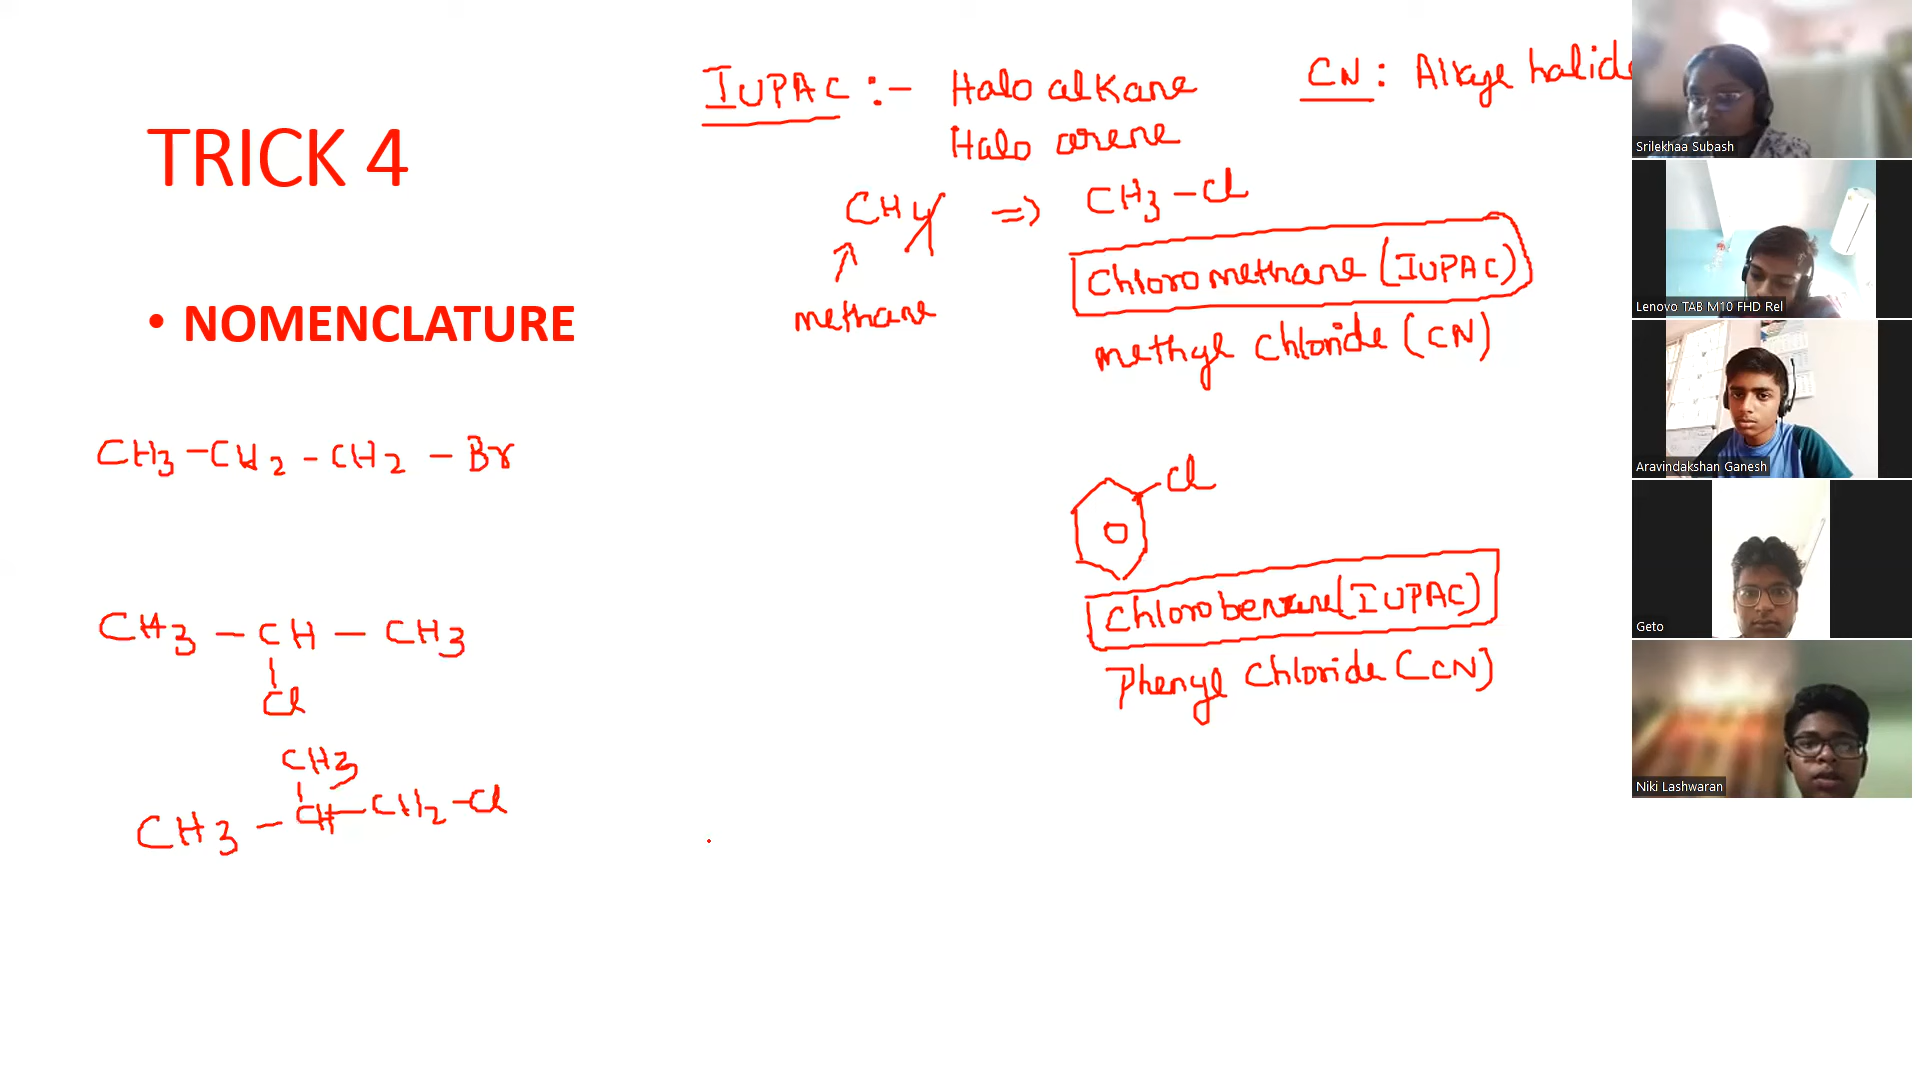 TRICK 4
• NOMENCLATURE
IUPAC :- Halo alkane
Halo arene
CN : Alkyl halide
CH4 ⇒ CH3 - Cl
methane
Chloromethane (IUPAC)
methyl chloride (CN)
CH3 - CH2 - CH2 - Br
Cl
Chlorobenzene (IUPAC)
Phenyl chloride (CN)
CH3 - CH - CH3
Cl
CH3
CH3 - CH - CH2 - Cl
Srilekhaa Subash
Lenovo TAB M10 FHD Rel
Aravindakshan Ganesh
Geto
Niki Lashwaran